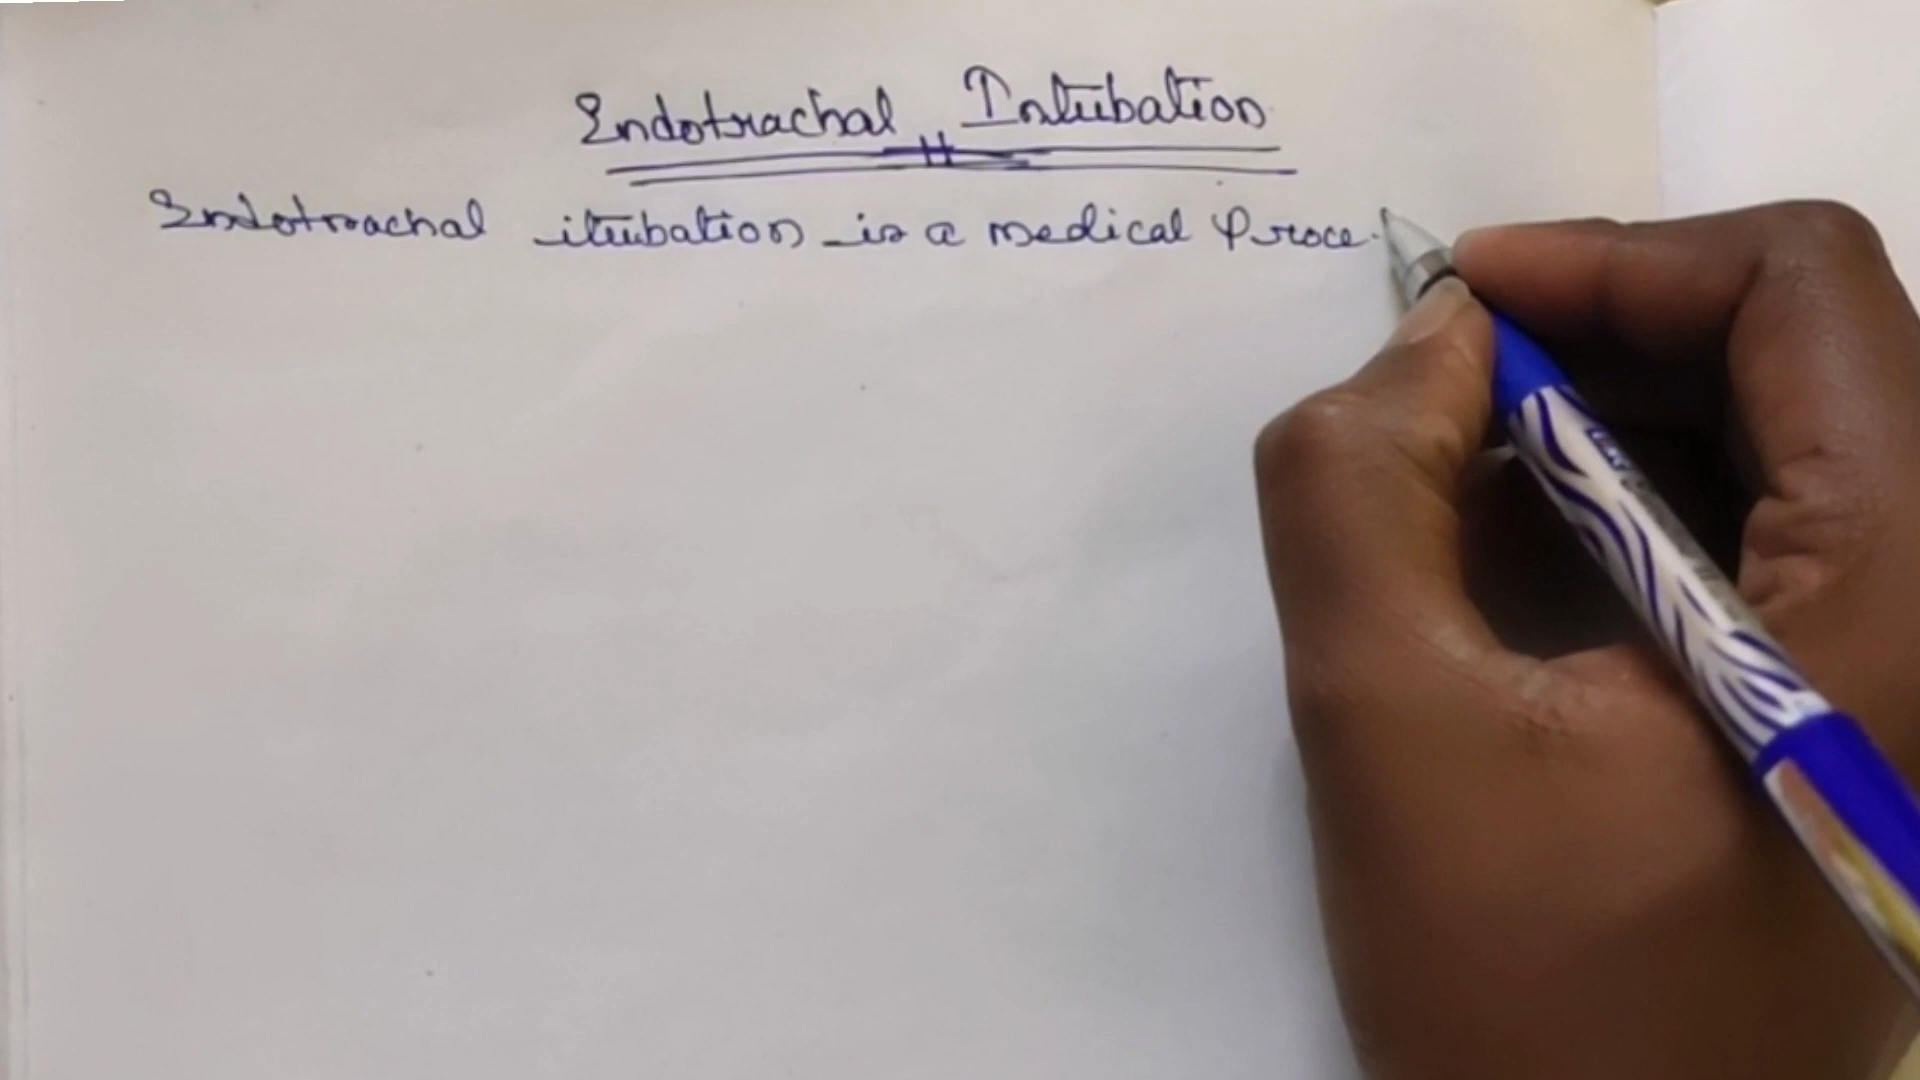 Endotrachal Intubation
Endotrachal itubation is a medical Proce